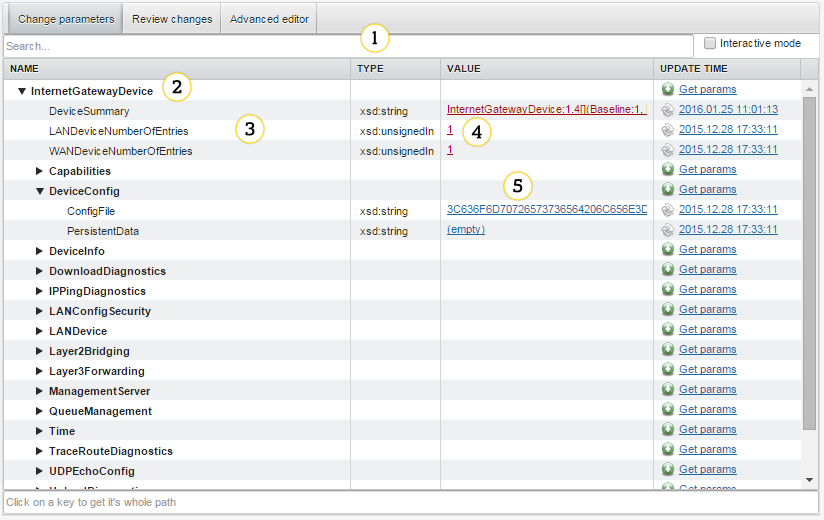 Change parameters Review changes Advanced editor
Search... 1 Interactive mode
NAME TYPE VALUE UPDATE TIME
InternetGatewayDevice 2 Get params
DeviceSummary xsd:string InternetGatewayDevice:1.4[](Baseline:1, 2016.01.25 11:01:13
LANDeviceNumberOfEntries 3 xsd:unsignedIn 1 4 2015.12.28 17:33:11
WANDeviceNumberOfEntries xsd:unsignedIn 1 2015.12.28 17:33:11
Capabilities Get params
DeviceConfig 5 Get params
ConfigFile xsd:string 3C636F6D70726573736564206C656E3D 2015.12.28 17:33:11
PersistentData xsd:string (empty) 2015.12.28 17:33:11
DeviceInfo Get params
DownloadDiagnostics Get params
IPPingDiagnostics Get params
LANConfigSecurity Get params
LANDevice Get params
Layer2Bridging Get params
Layer3Forwarding Get params
ManagementServer Get params
QueueManagement Get params
Time Get params
TraceRouteDiagnostics Get params
UDPEchoConfig Get params
Get params
Click on a key to get it's whole path